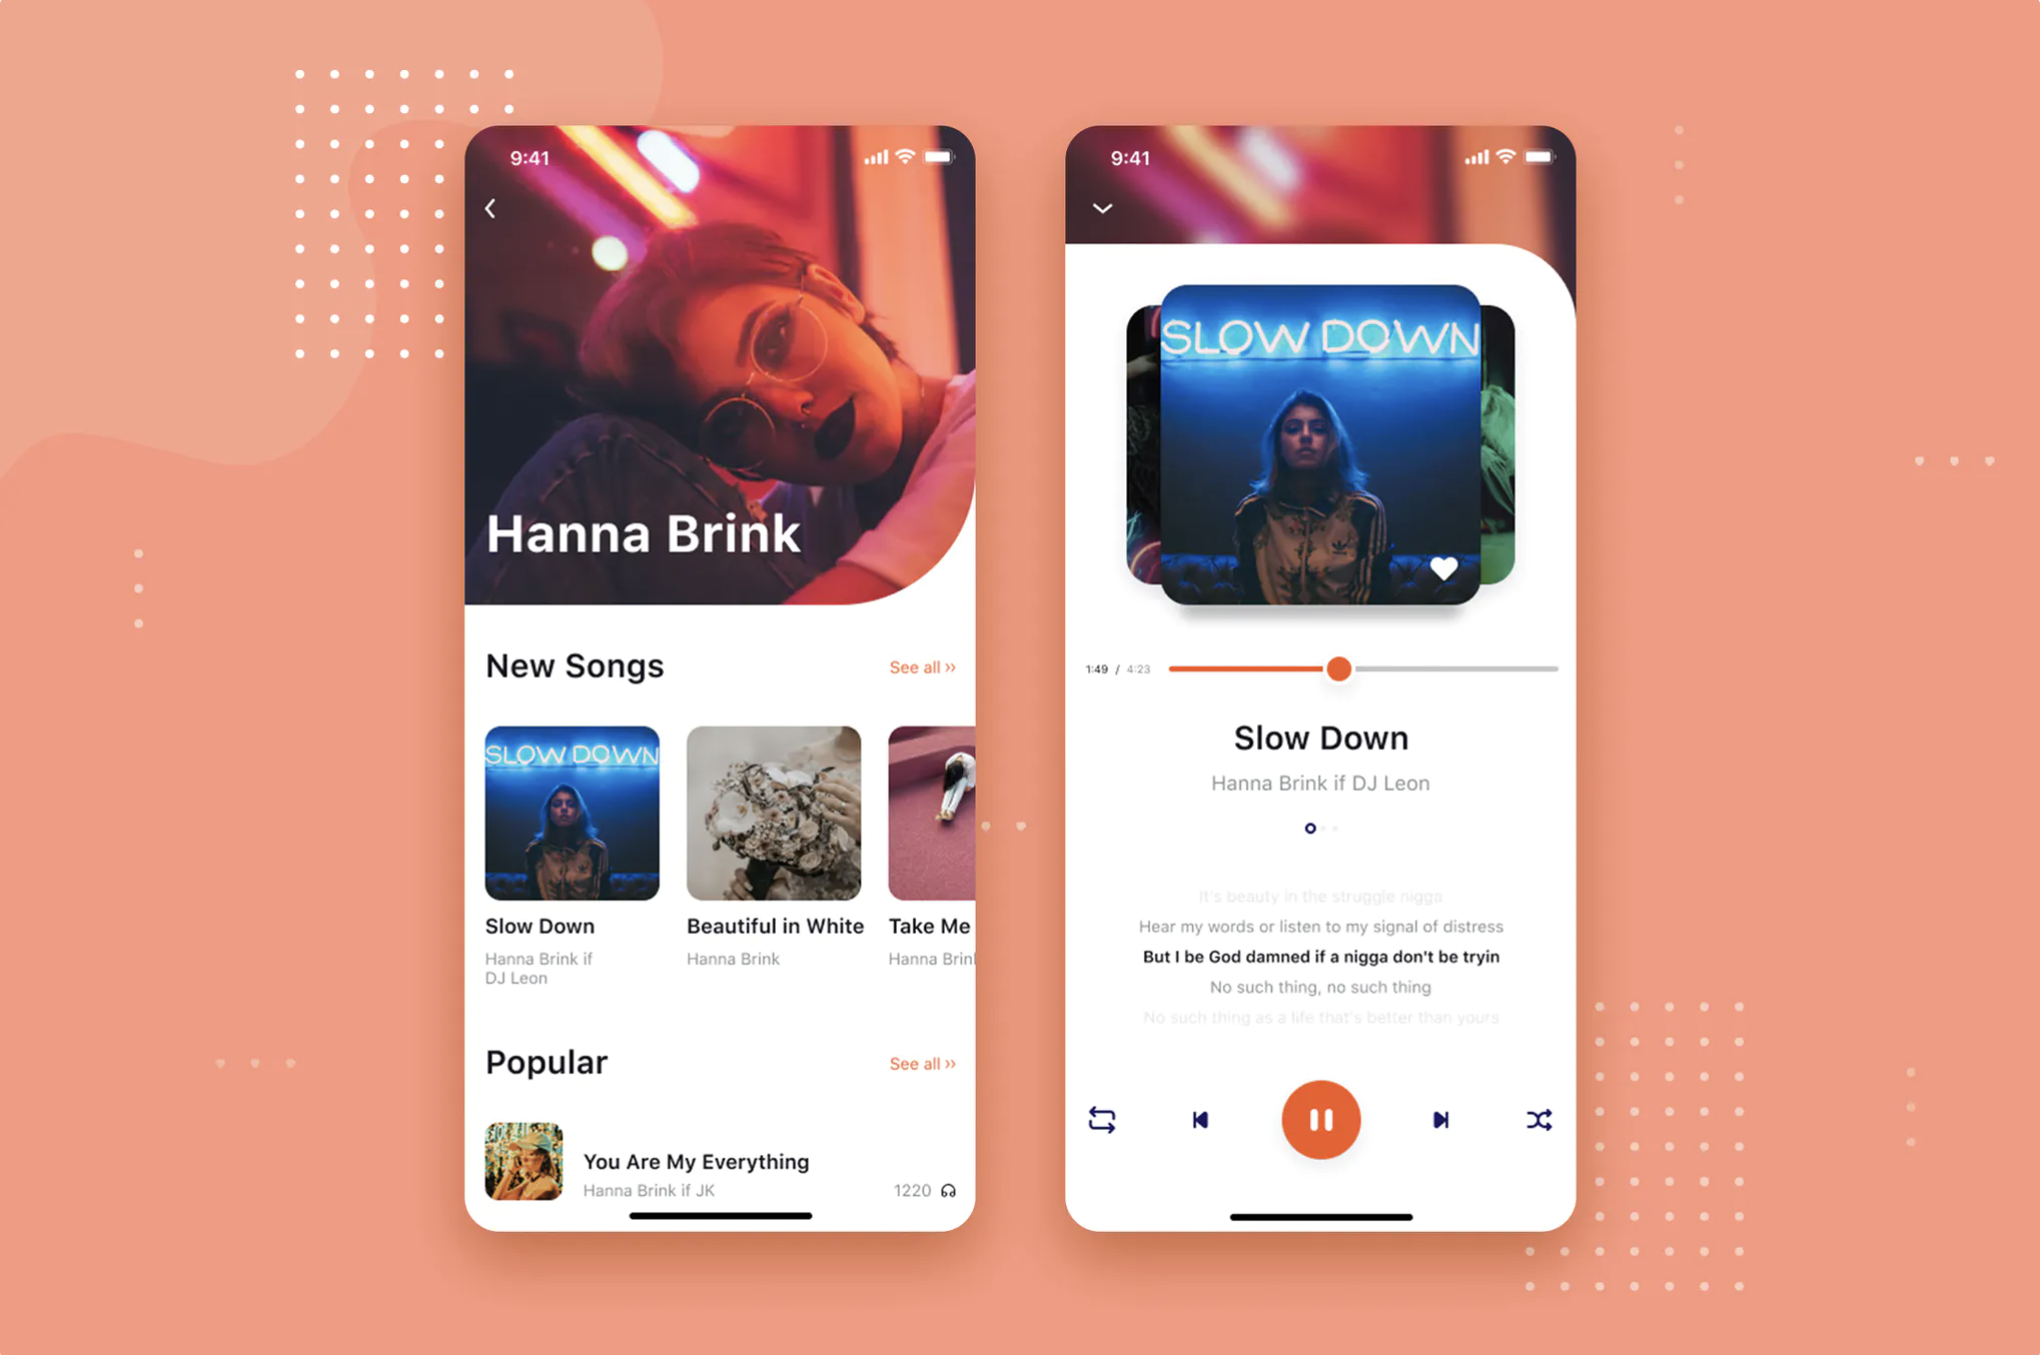 9:41
Hanna Brink
New Songs
See all ››
SLOW DOWN
Slow Down
Hanna Brink if
DJ Leon
Beautiful in White
Hanna Brink
Take Me
Hanna Brin
Popular
See all ››
You Are My Everything
Hanna Brink if JK
1220
9:41
SLOW DOWN
1:49 / 4:23
Slow Down
Hanna Brink if DJ Leon
It's beauty in the struggle nigga
Hear my words or listen to my signal of distress
But I be God damned if a nigga don't be tryin
No such thing, no such thing
No such thing as a life that's better than yours